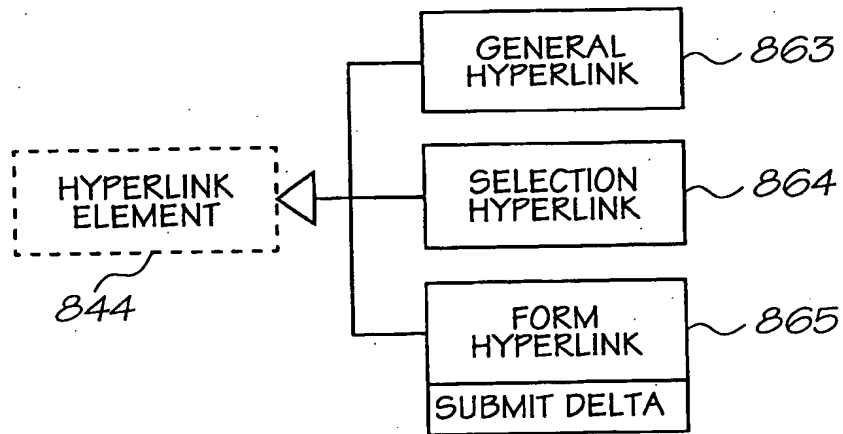 GENERAL
HYPERLINK
863
HYPERLINK
ELEMENT
844
SELECTION
HYPERLINK
864
FORM
HYPERLINK
865
SUBMIT DELTA